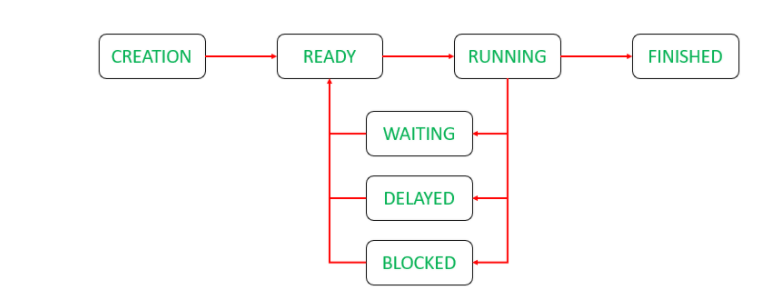 CREATION
READY
RUNNING
FINISHED
WAITING
DELAYED
BLOCKED